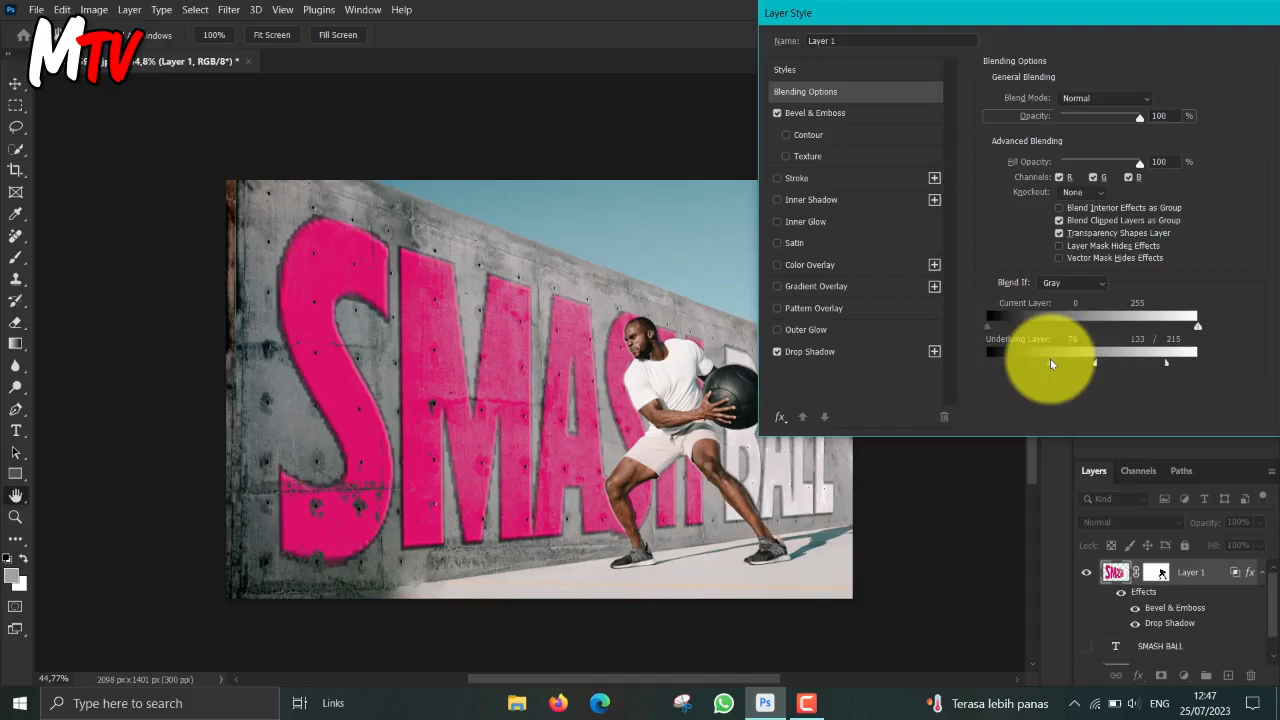 Ps File Edit Image Layer Type Select Filter 3D View Plugins Window Help
Windows 100% Fit Screen Fill Screen
MTV
4,8% (Layer 1, RGB/8*) * ×
Layer Style
Name: Layer 1
Styles
Blending Options
Bevel & Emboss
Contour
Texture
Stroke
Inner Shadow
Inner Glow
Satin
Color Overlay
Gradient Overlay
Pattern Overlay
Outer Glow
Drop Shadow
fx
Blending Options
General Blending
Blend Mode: Normal
Opacity: 100 %
Advanced Blending
Fill Opacity: 100 %
Channels: R G B
Knockout: None
Blend Interior Effects as Group
Blend Clipped Layers as Group
Transparency Shapes Layer
Layer Mask Hides Effects
Vector Mask Hides Effects
Blend If: Gray
Current Layer: 0 255
Underlying Layer: 76 133 / 215
SMASH BALL
Layers Channels Paths
Kind
Normal Opacity: 100%
Lock: Fill: 100%
SMASH Layer 1 fx
Effects
Bevel & Emboss
Drop Shadow
T SMASH BALL
44,77% 2098 px x 1401 px (300 ppi)
Type here to search Links Ps Terasa lebih panas ENG 12:47
25/07/2023